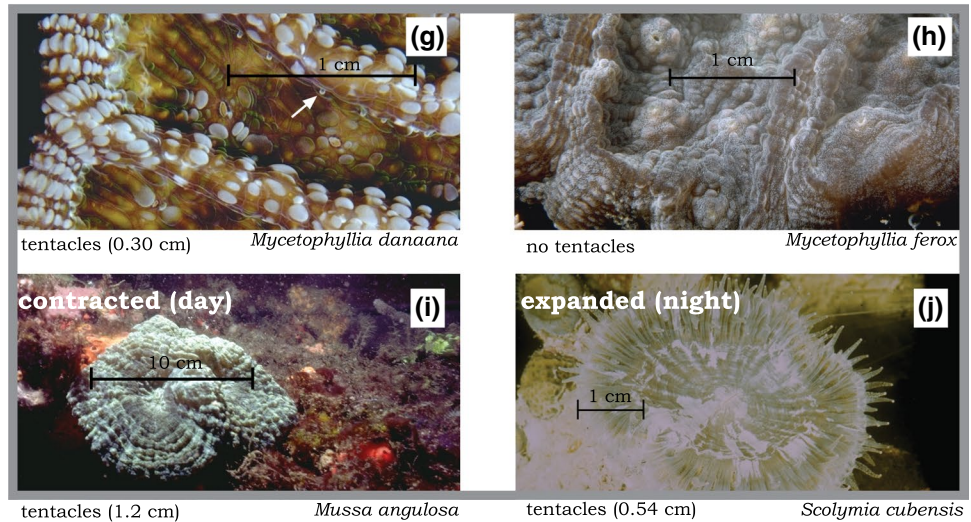 (g)
1 cm
tentacles (0.30 cm) Mycetophyllia danaana
(h)
1 cm
no tentacles Mycetophyllia ferox
contracted (day) (i)
10 cm
tentacles (1.2 cm) Mussa angulosa
expanded (night) (j)
1 cm
tentacles (0.54 cm) Scolymia cubensis